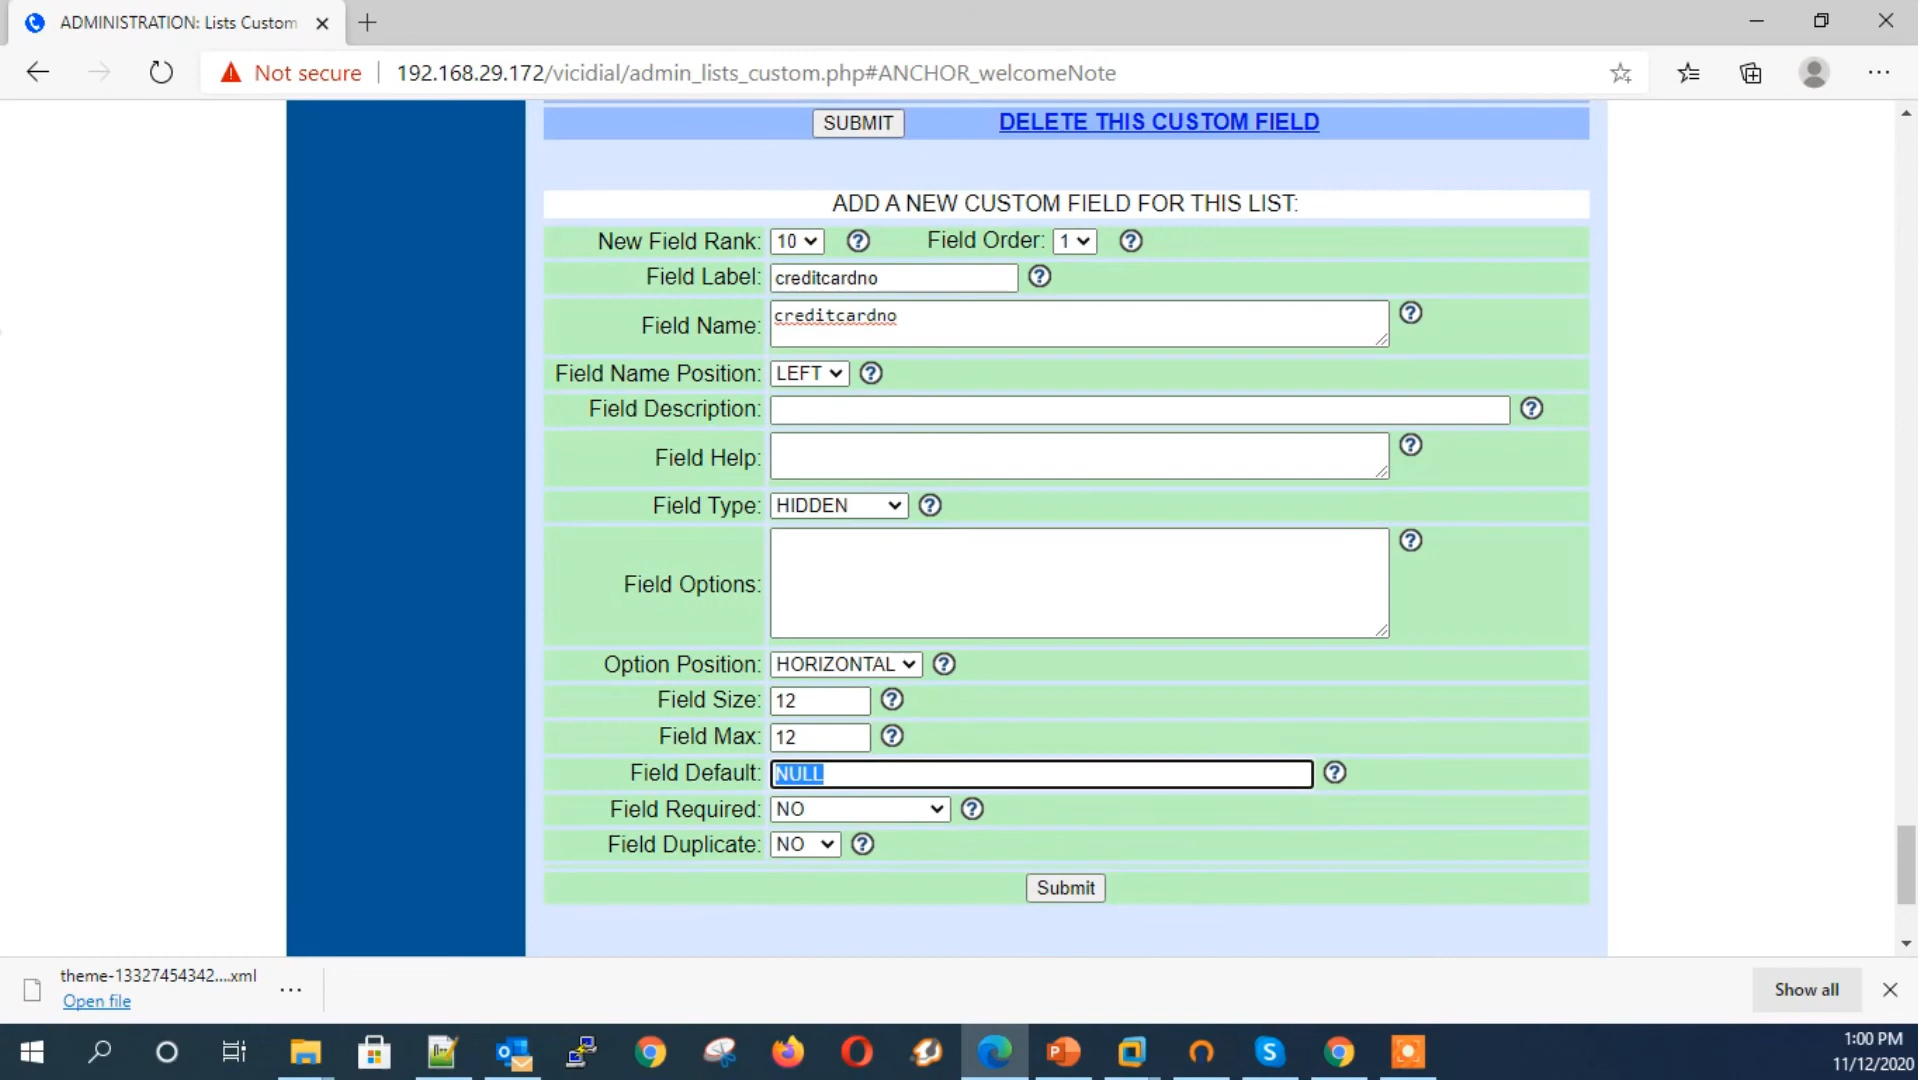 ADMINISTRATION: Lists Custom
Not secure
192.168.29.172/vicidial/admin_lists_custom.php#ANCHOR_welcomeNote
SUBMIT DELETE THIS CUSTOM FIELD
ADD A NEW CUSTOM FIELD FOR THIS LIST:
New Field Rank: 10 Field Order: 1
Field Label: creditcardno
Field Name: creditcardno
Field Name Position: LEFT
Field Description:
Field Help:
Field Type: HIDDEN
Field Options:
Option Position: HORIZONTAL
Field Size: 12
Field Max: 12
Field Default: NULL
Field Required: NO
Field Duplicate: NO
Submit
theme-13327454342....xml
Open file
Show all
1:00 PM
11/12/2020